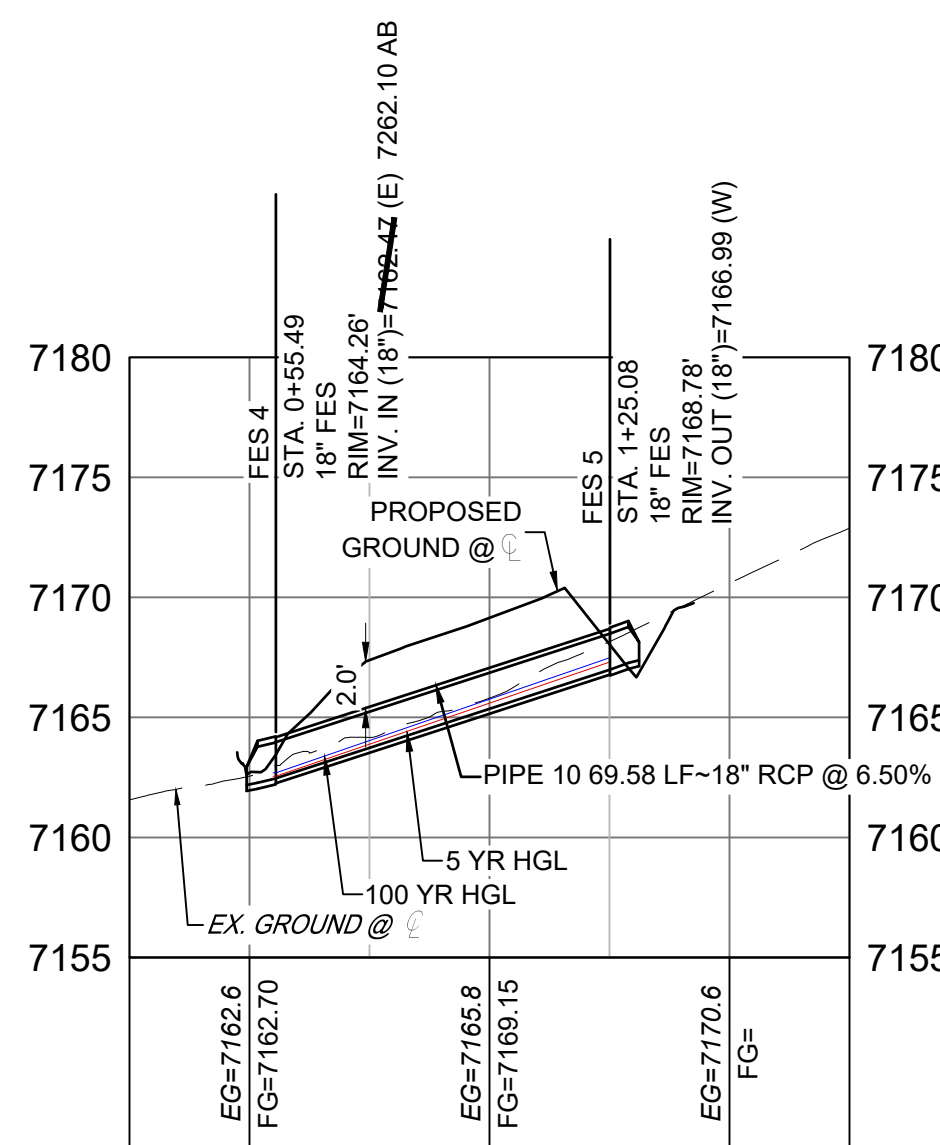 FES 4
STA. 0+55.49
18" FES
RIM=7164.26'
INV. IN (18")=7162.47 (E) 7262.10 AB
FES 5
STA. 1+25.08
18" FES
RIM=7168.78'
INV. OUT (18")=7166.99 (W)
7180
7180
7175
7175
PROPOSED
GROUND @ ℄
7170
7170
2.0'
7165
7165
PIPE 10 69.58 LF~18" RCP @ 6.50%
7160
7160
5 YR HGL
100 YR HGL
EX. GROUND @ ℄
7155
7155
EG=7162.6
FG=7162.70
EG=7165.8
FG=7169.15
EG=7170.6
FG=